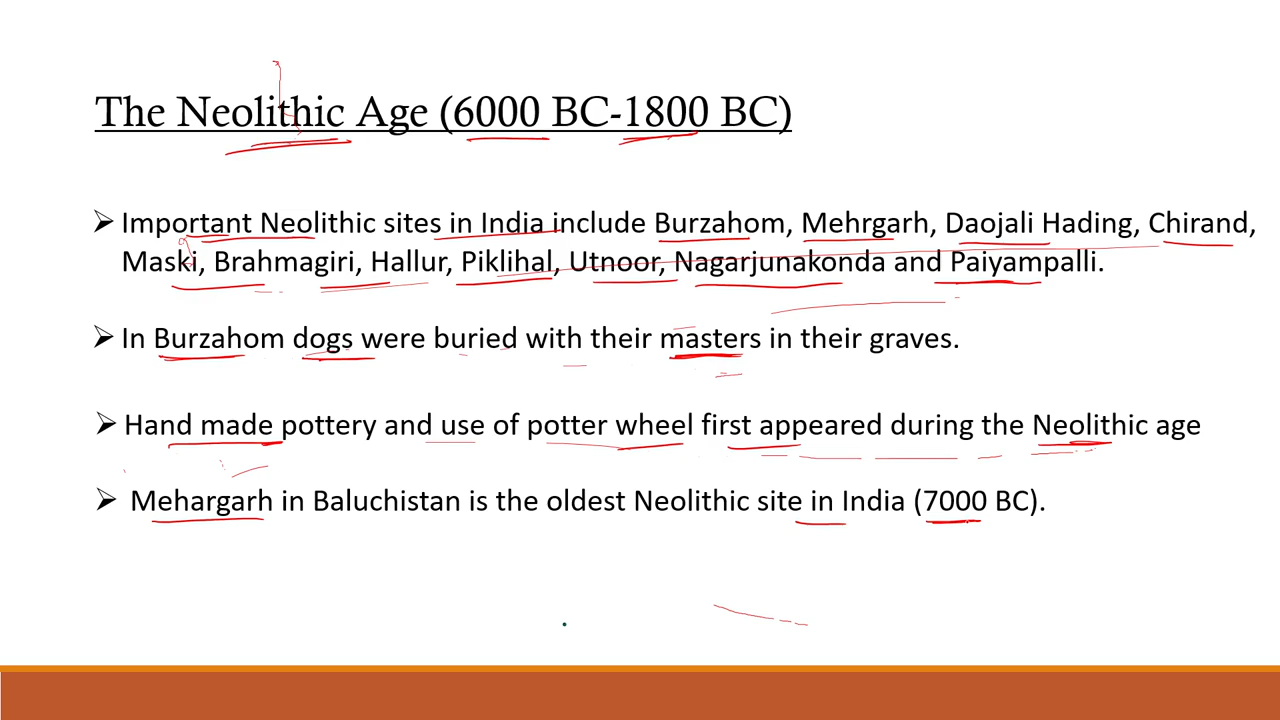 The Neolithic Age (6000 BC-1800 BC)
Important Neolithic sites in India include Burzahom, Mehrgarh, Daojali Hading, Chirand,
Maski, Brahmagiri, Hallur, Piklihal, Utnoor, Nagarjunakonda and Paiyampalli.
In Burzahom dogs were buried with their masters in their graves.
Hand made pottery and use of potter wheel first appeared during the Neolithic age
Mehargarh in Baluchistan is the oldest Neolithic site in India (7000 BC).